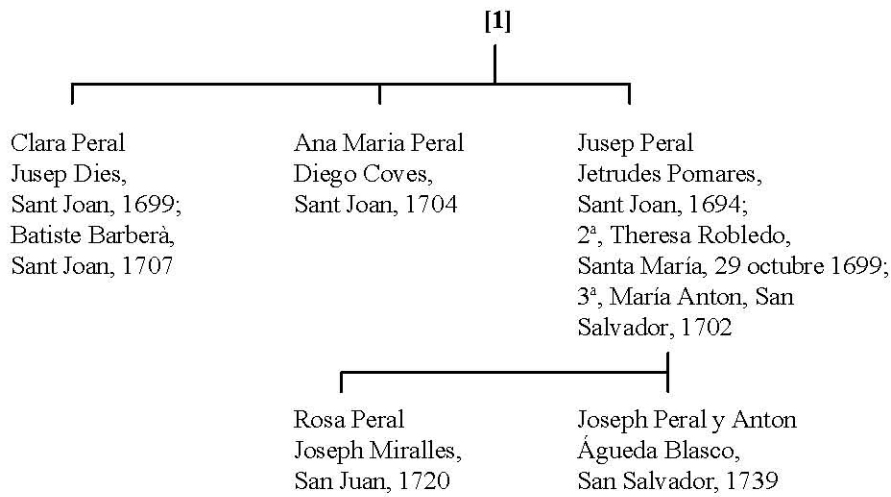 [1]
Clara Peral
Jusep Dies,
Sant Joan, 1699;
Batiste Barberà,
Sant Joan, 1707
Ana Maria Peral
Diego Coves,
Sant Joan, 1704
Jusep Peral
Jetrudes Pomares,
Sant Joan, 1694;
2ª, Theresa Robledo,
Santa María, 29 octubre 1699;
3ª, María Anton, San
Salvador, 1702
Rosa Peral
Joseph Miralles,
San Juan, 1720
Joseph Peral y Anton
Águeda Blasco,
San Salvador, 1739